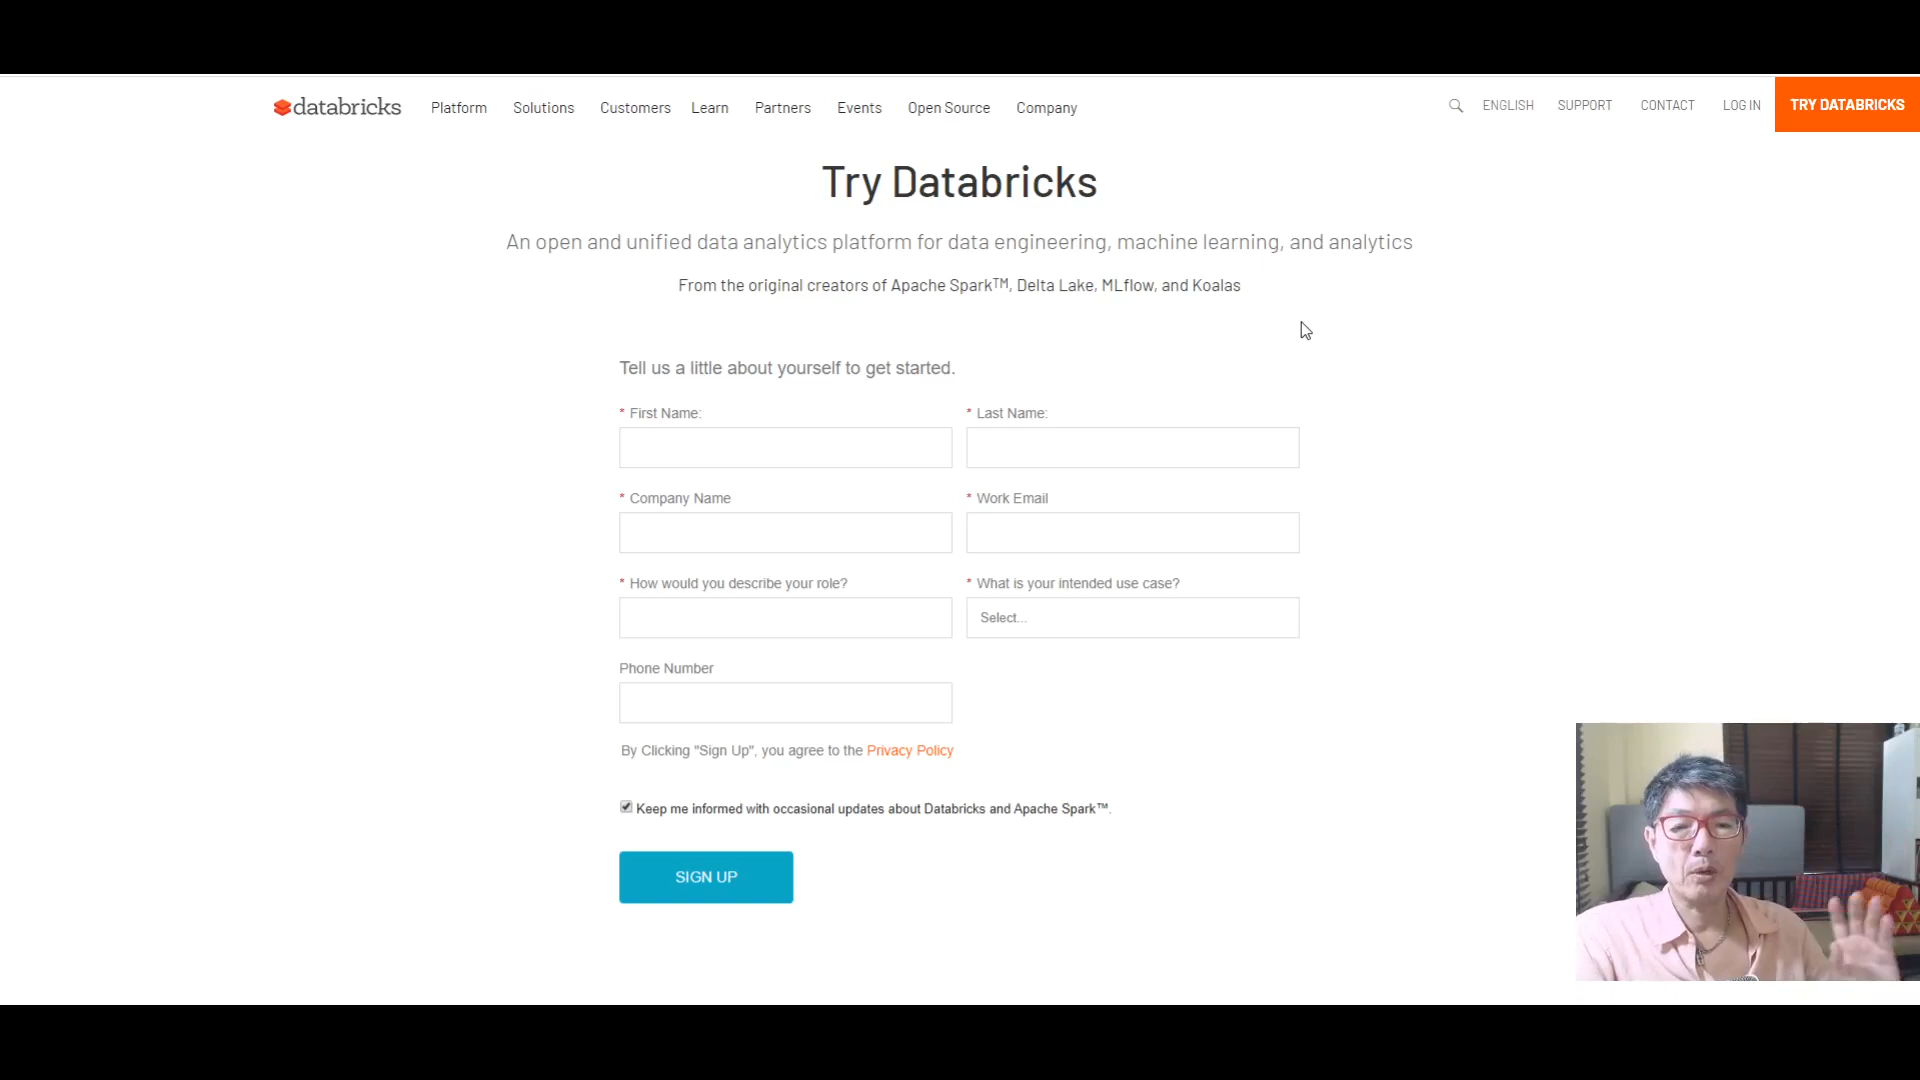 databricks
Platform
Solutions
Customers
Learn
Partners
Events
Open Source
Company
ENGLISH
SUPPORT
CONTACT
LOG IN
TRY DATABRICKS
Try Databricks
An open and unified data analytics platform for data engineering, machine learning, and analytics
From the original creators of Apache Spark™, Delta Lake, MLflow, and Koalas
Tell us a little about yourself to get started.
* First Name:
* Last Name:
* Company Name
* Work Email
* How would you describe your role?
* What is your intended use case?
Select...
Phone Number
By Clicking "Sign Up", you agree to the Privacy Policy
Keep me informed with occasional updates about Databricks and Apache Spark™.
SIGN UP